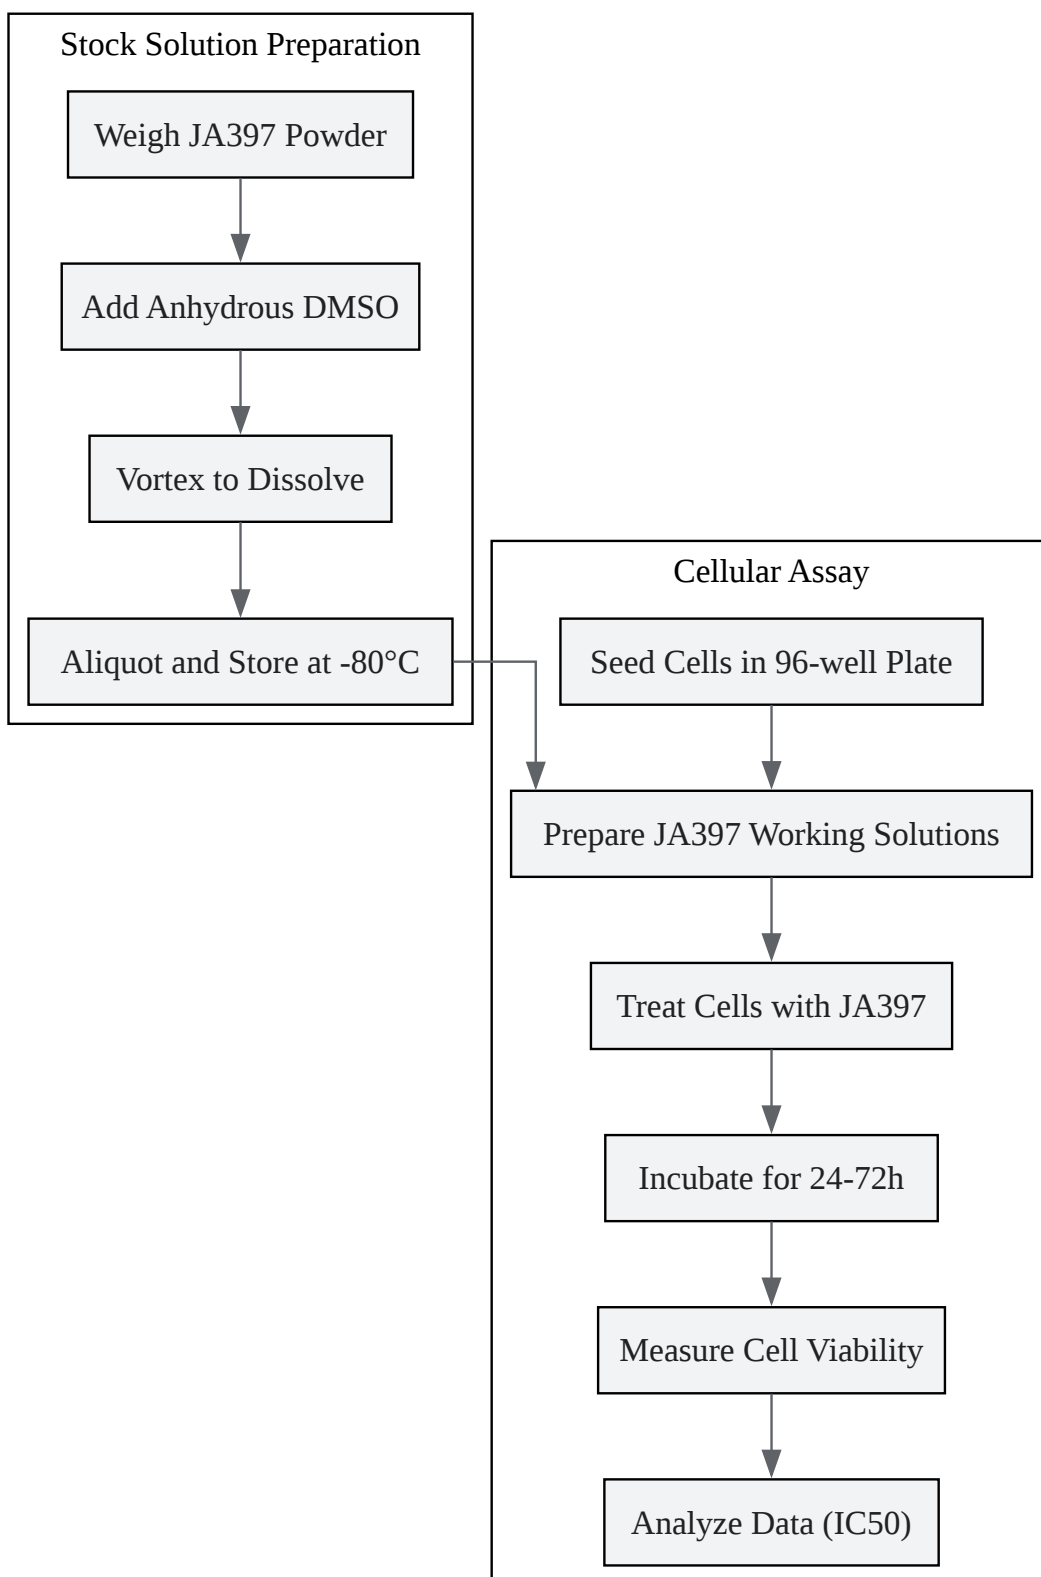 Stock Solution Preparation
Weigh JA397 Powder
Add Anhydrous DMSO
Vortex to Dissolve
Aliquot and Store at -80°C
Cellular Assay
Seed Cells in 96-well Plate
Prepare JA397 Working Solutions
Treat Cells with JA397
Incubate for 24-72h
Measure Cell Viability
Analyze Data (IC50)